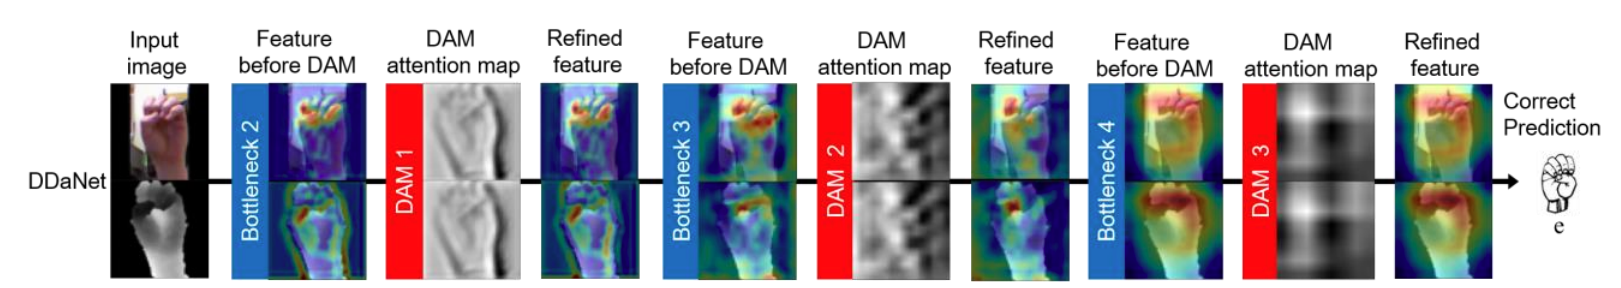 Input
image
Feature
before DAM
DAM
attention map
Refined
feature
Feature
before DAM
DAM
attention map
Refined
feature
Feature
before DAM
DAM
attention map
Refined
feature
DDaNet
Bottleneck 2
DAM 1
Bottleneck 3
DAM 2
Bottleneck 4
DAM 3
Correct
Prediction
e